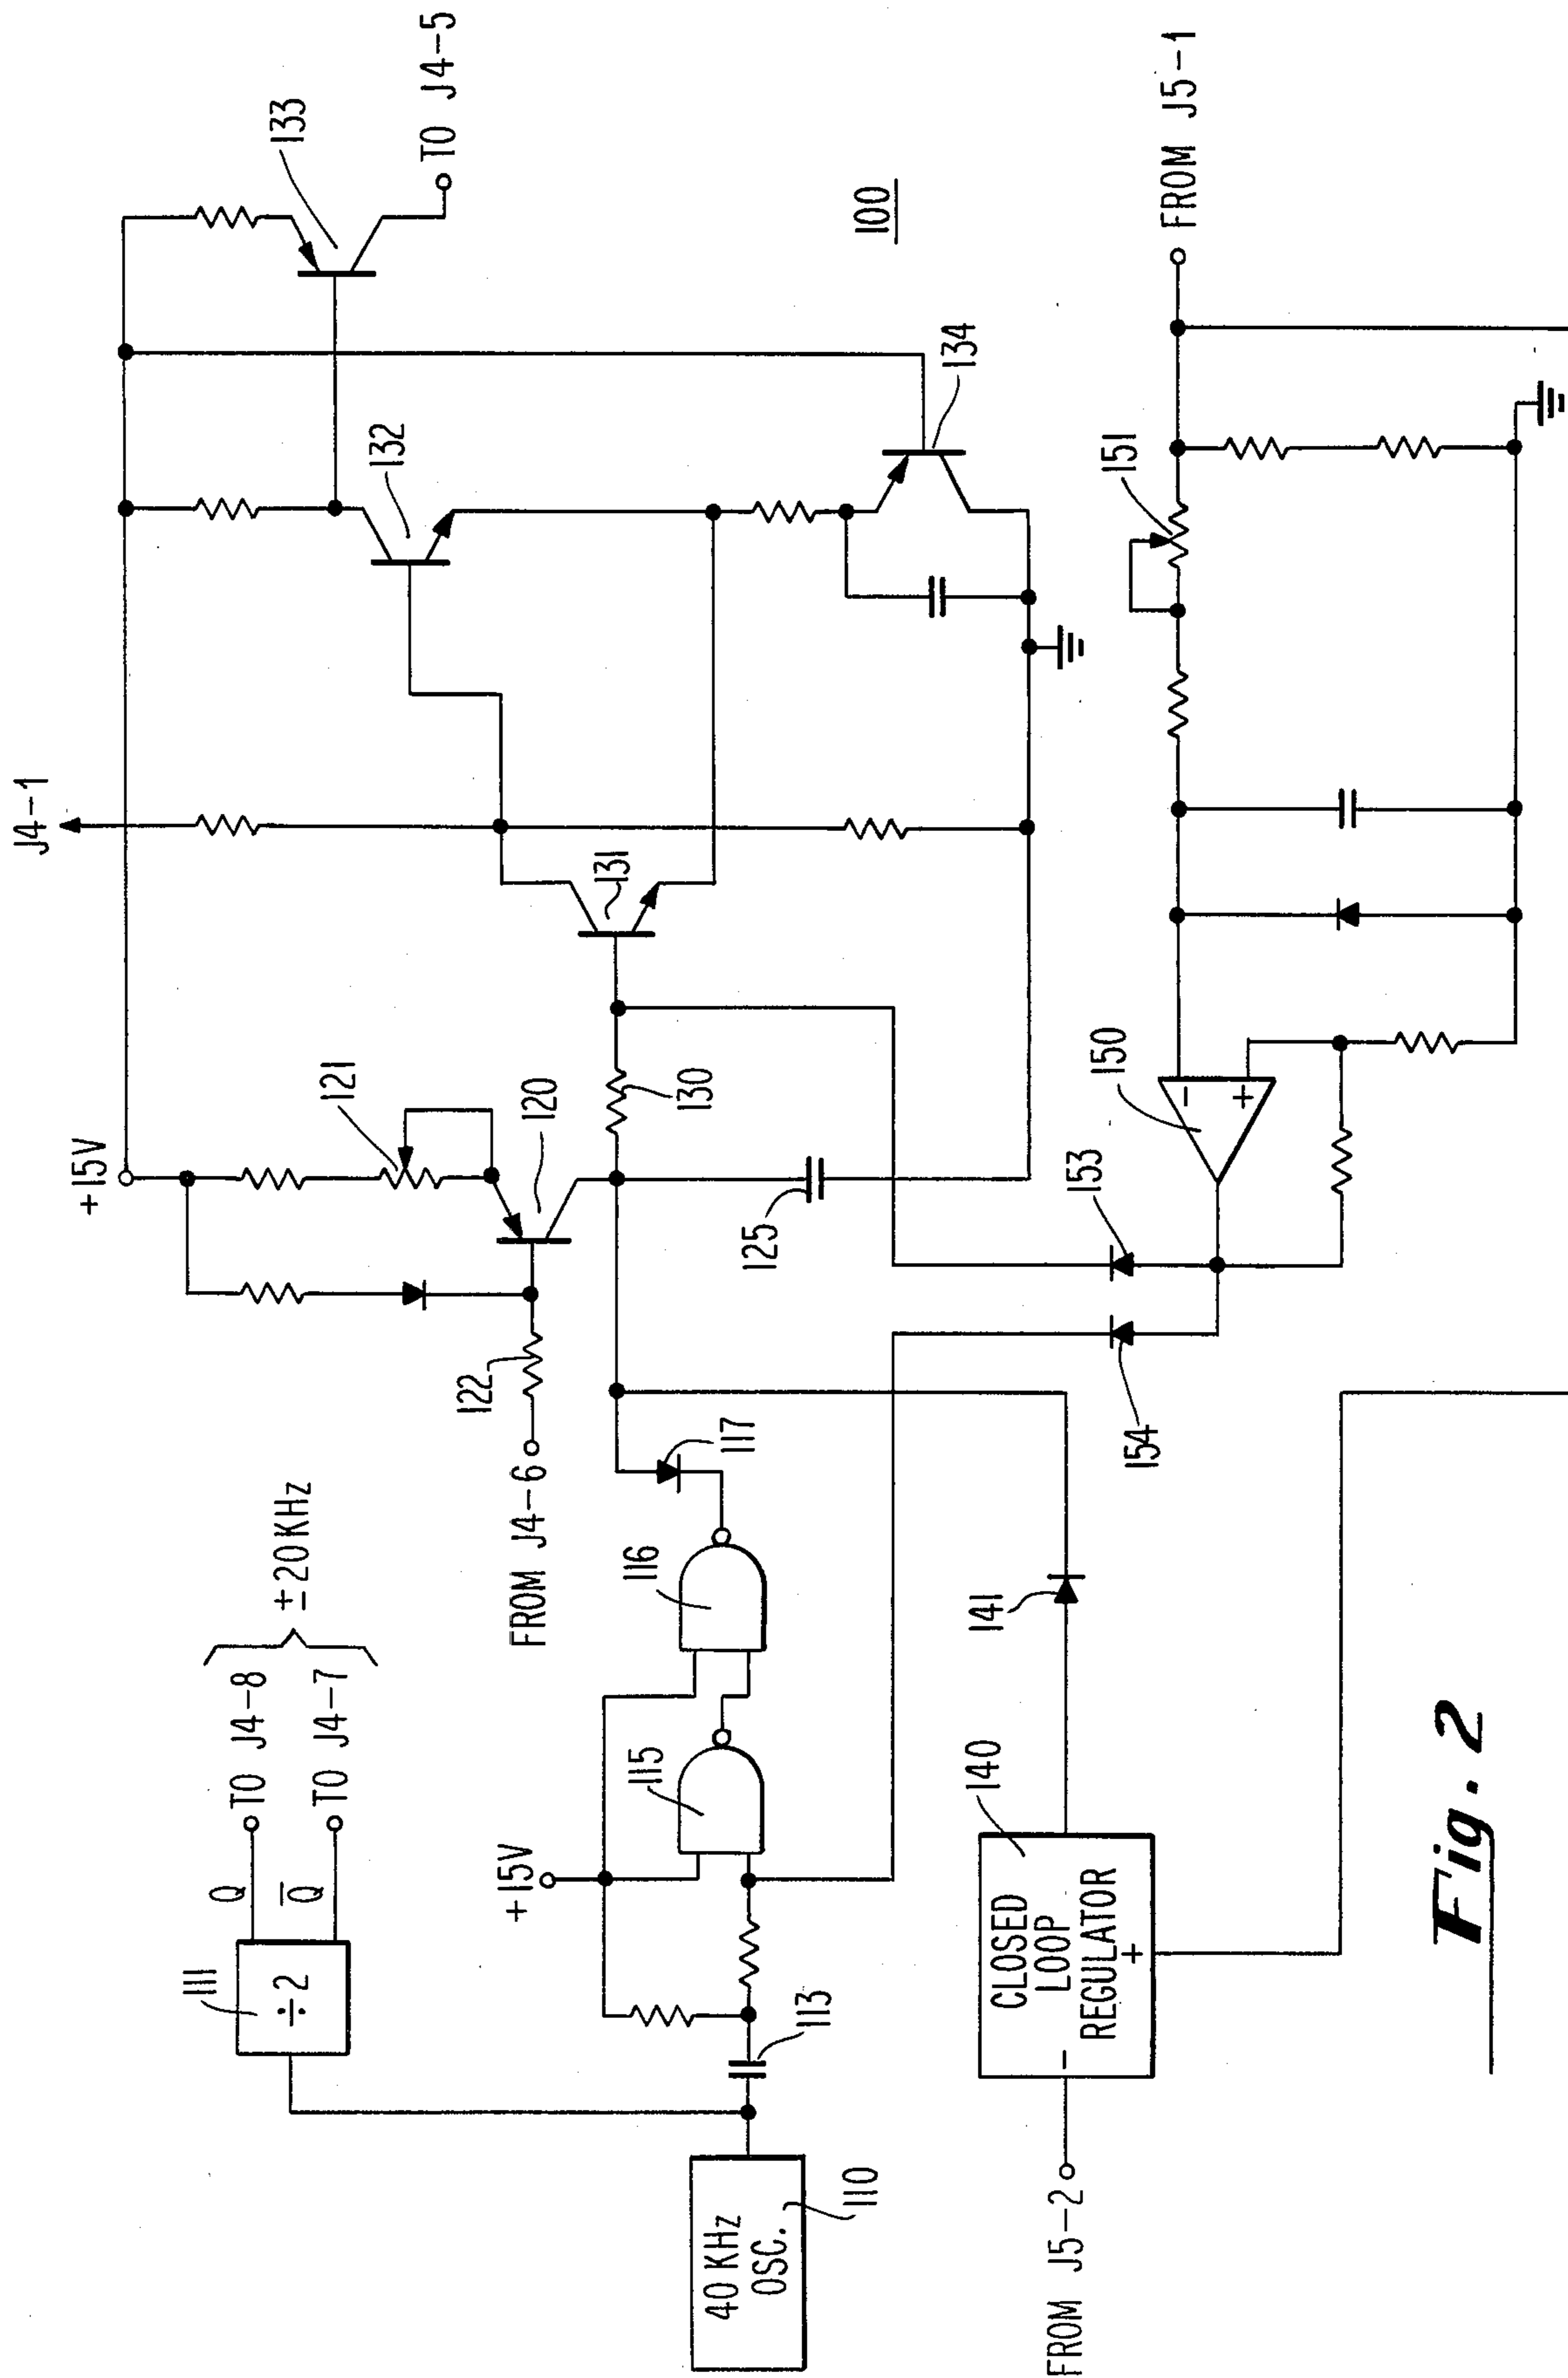 J4-1
+15V
133
TO J4-5
132
121
120
131
130
134
100
122
FROM J4-6
125
±20KHz
TO J4-8
TO J4-7
Q
Q̅
111
÷2
117
116
115
+15V
113
40 KHz
OSC.
110
140
CLOSED
LOOP
REGULATOR
-
+
141
FROM J5-2
153
154
150
-
+
151
FROM J5-1
Fig. 2